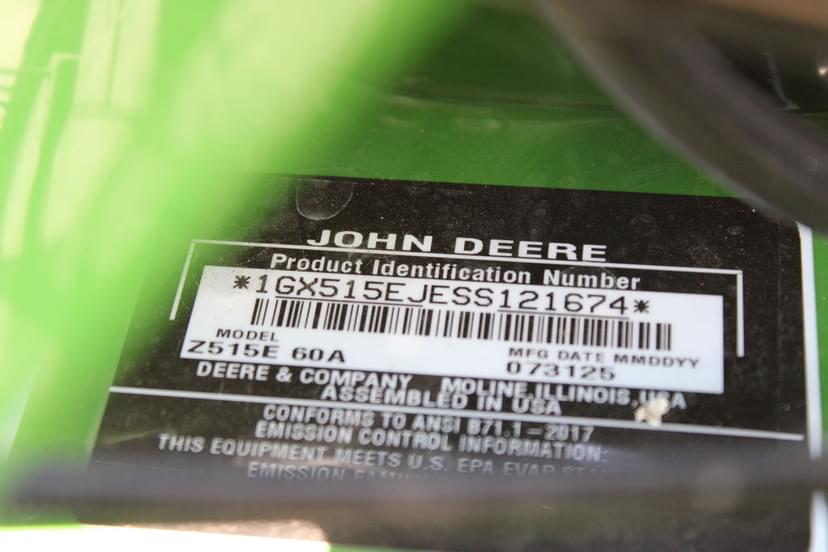 JOHN DEERE
Product Identification Number
*1GX515EJESS121674*
MODEL
Z515E 60A
MFG DATE MMDDYY
073125
DEERE & COMPANY MOLINE, ILLINOIS, USA
ASSEMBLED IN USA
CONFORMS TO ANSI B71.1-2017
EMISSION CONTROL INFORMATION:
THIS EQUIPMENT MEETS U.S. EPA EVAP
EMISSION